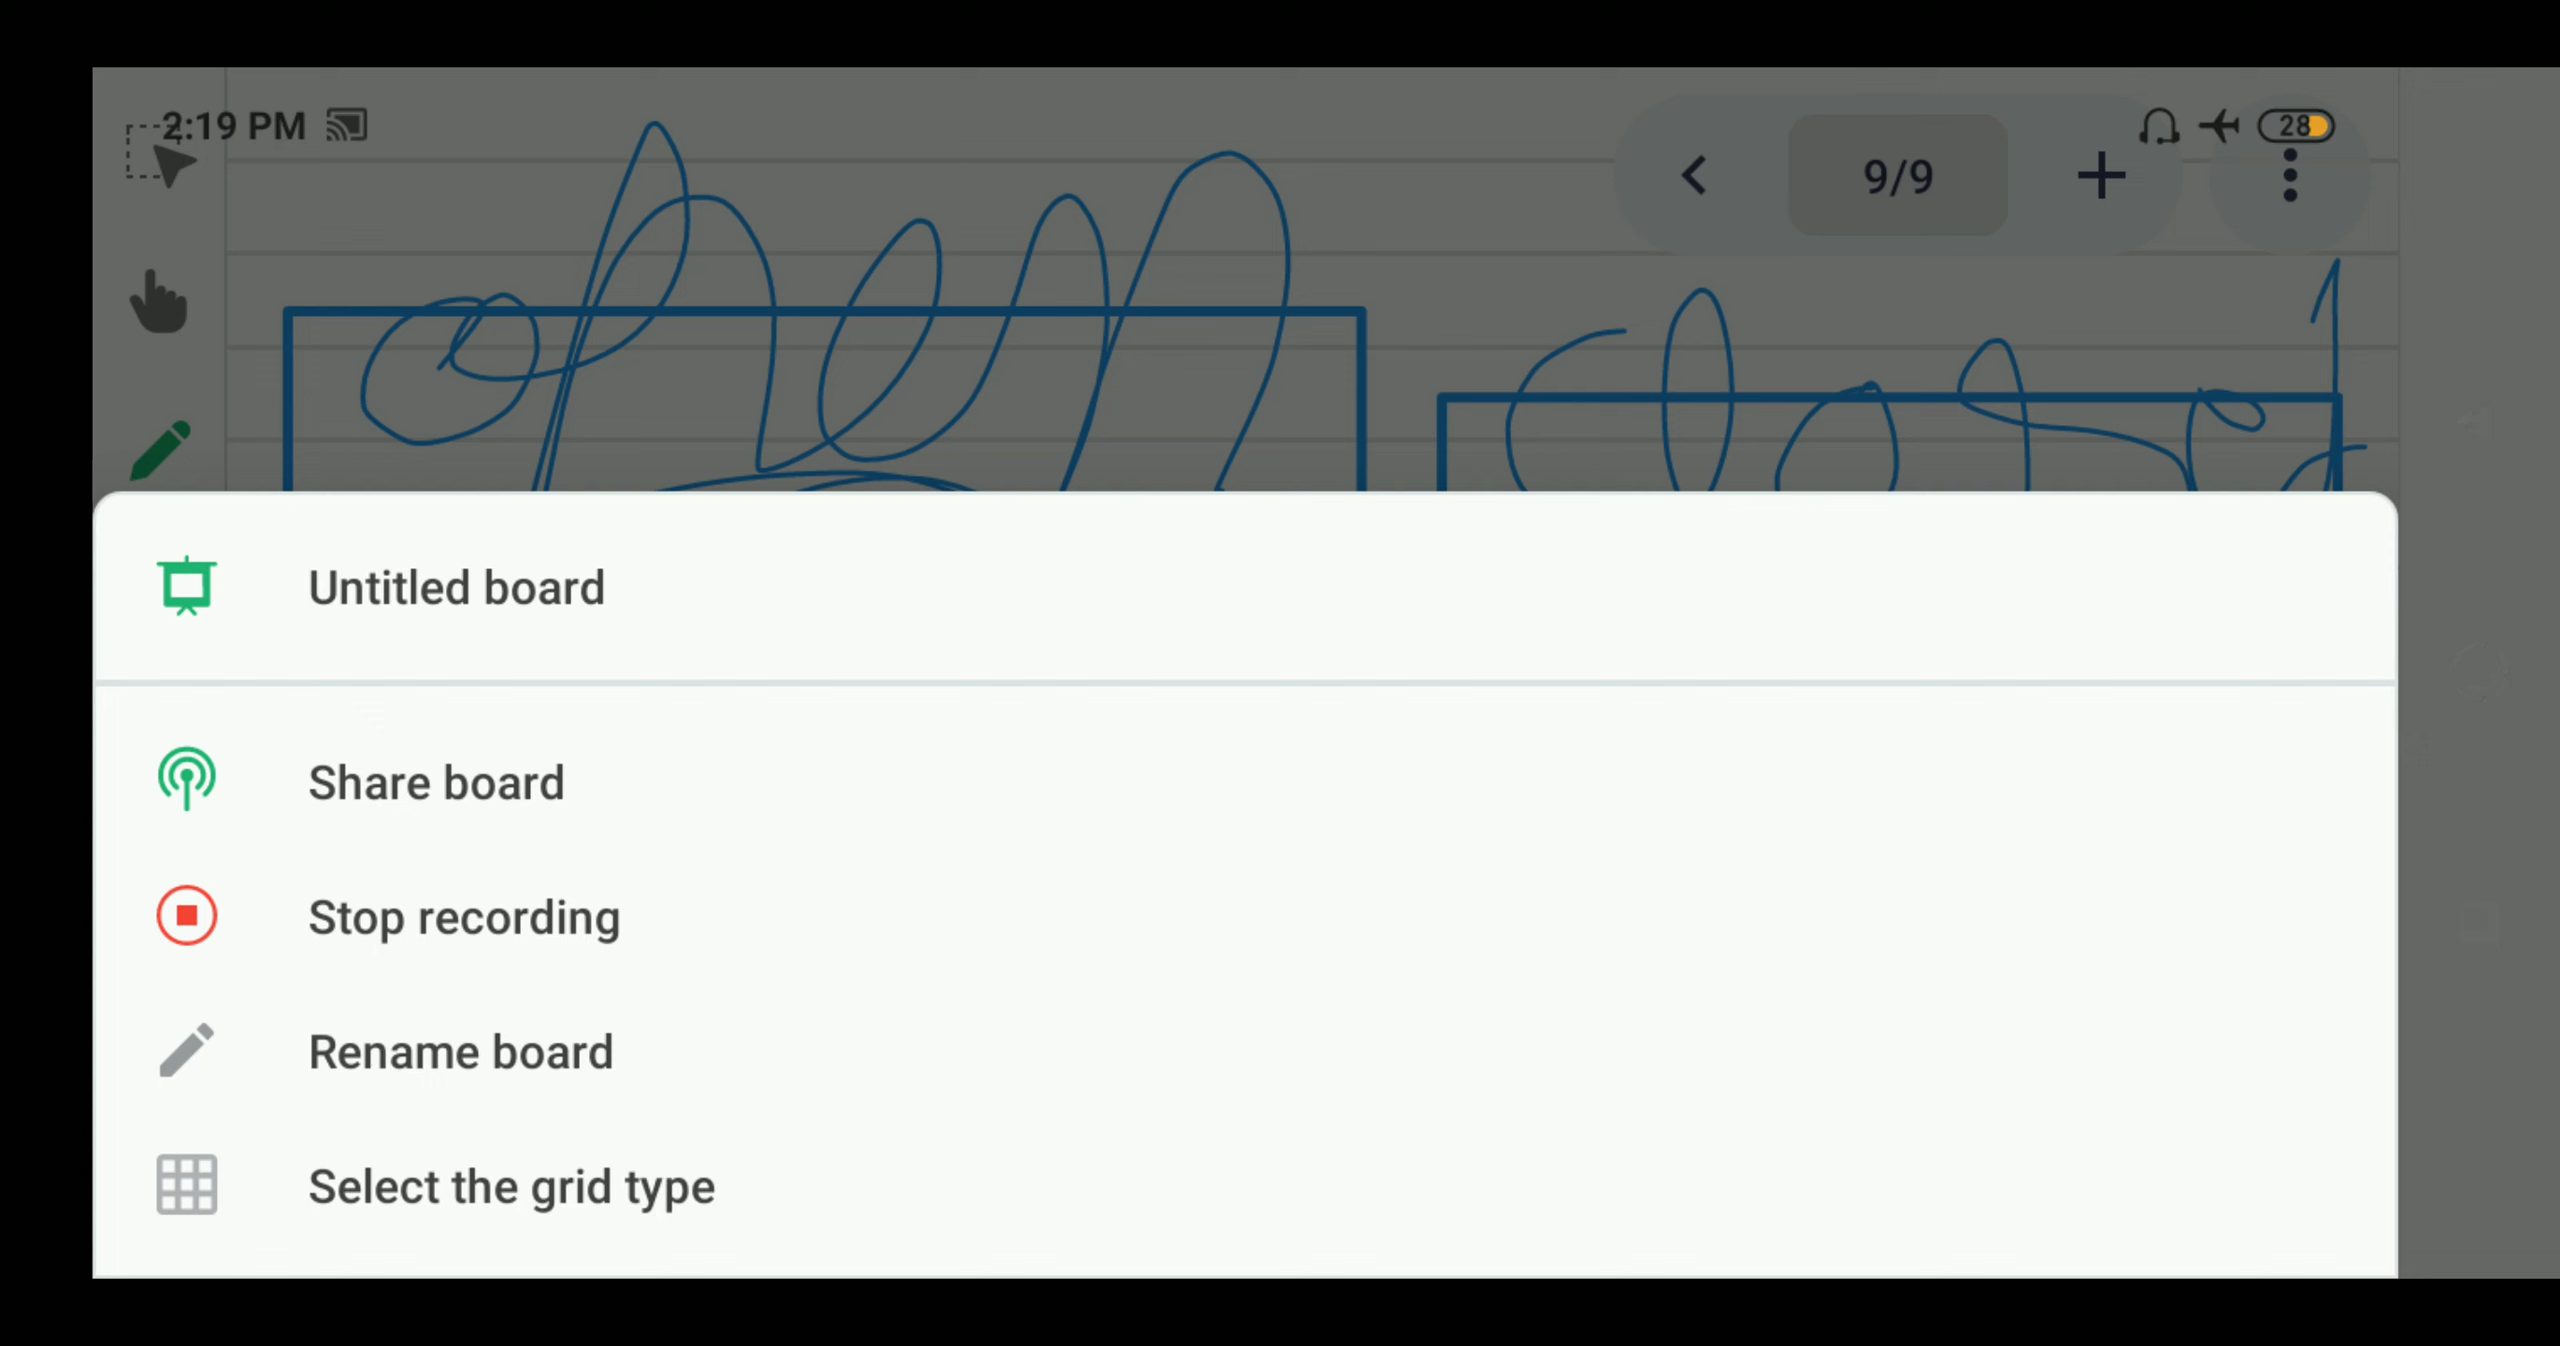 2:19 PM
28
9/9
Untitled board
Share board
Stop recording
Rename board
Select the grid type